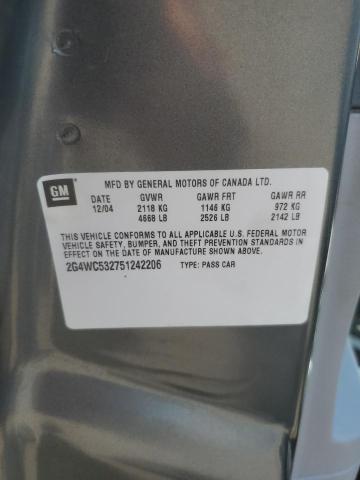 GM
MFD BY GENERAL MOTORS OF CANADA LTD.
DATE GVWR GAWR FRT GAWR RR
12/04 2118 KG 1146 KG 972 KG
4668 LB 2526 LB 2142 LB
THIS VEHICLE CONFORMS TO ALL APPLICABLE U.S. FEDERAL MOTOR
VEHICLE SAFETY, BUMPER, AND THEFT PREVENTION STANDARDS IN
EFFECT ON THE DATE OF MANUFACTURE SHOWN ABOVE.
2G4WC532751242206 TYPE: PASS CAR